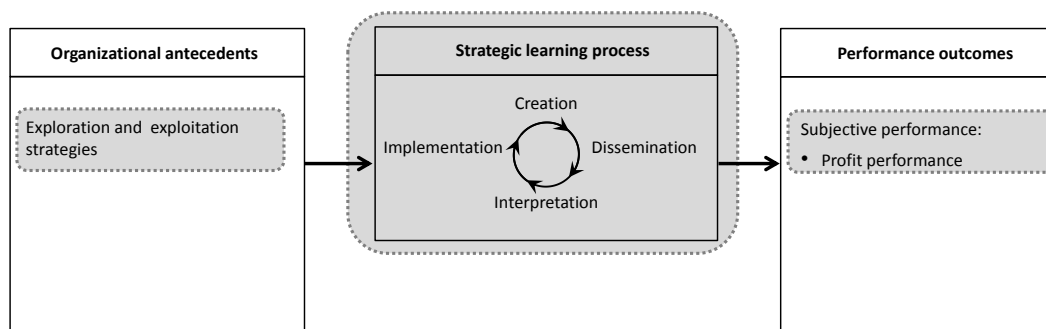 Organizational antecedents
Exploration and exploitation
strategies
Strategic learning process
Creation
Implementation
Dissemination
Interpretation
Performance outcomes
Subjective performance:
• Profit performance